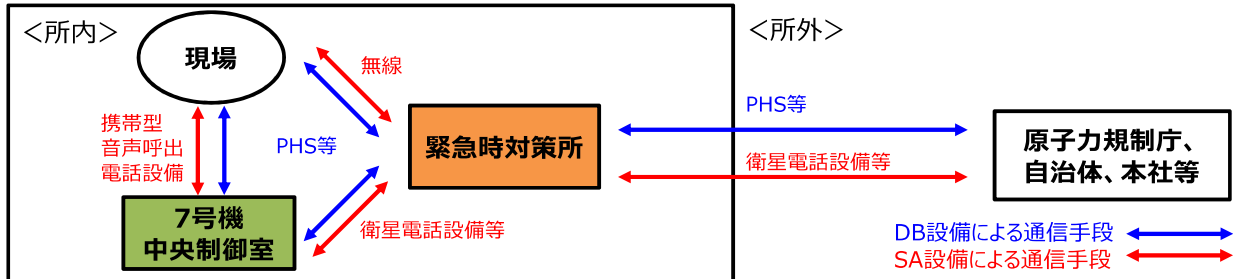 <所内>
現場
無線
携帯型
音声呼出
電話設備
PHS等
緊急時対策所
7号機
中央制御室
衛星電話設備等
<所外>
PHS等
衛星電話設備等
原子力規制庁、
自治体、本社等
DB設備による通信手段
SA設備による通信手段